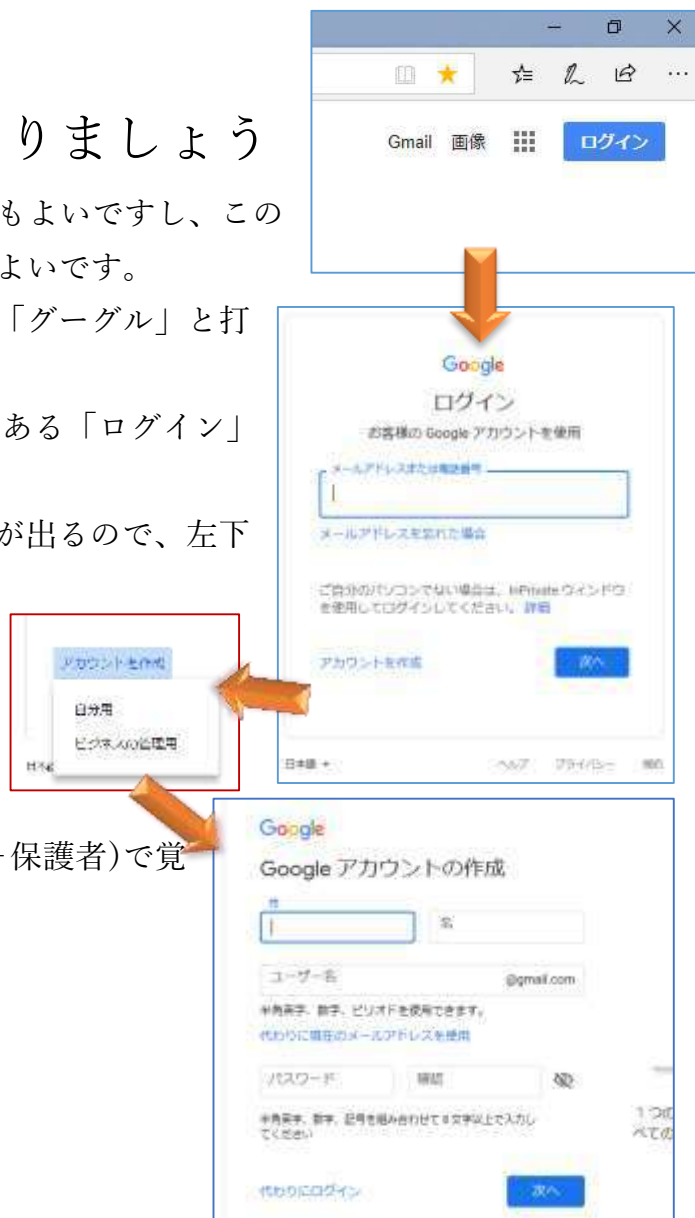 Gmail 画像 ログイン
りましょう
もよいですし、この
よいです。
「グーグル」と打
ある「ログイン」
が出るので、左下
Google
ログイン
お客様の Google アカウントを使用
メールアドレスまたは電話番号
メールアドレスを忘れた場合
ご自分のパソコンでない場合は、InPrivate ウィンドウ
を使用してログインしてください。 詳細
アカウントを作成 次へ
日本語 ヘルプ プライバシー 規約
アカウントを作成
自分用
ビジネスの管理用
保護者)で覚
Google
Google アカウントの作成
姓 名
ユーザー名 @gmail.com
半角英字、数字、ピリオドを使用できます。
代わりに現在のメールアドレスを使用
パスワード 確認
半角英字、数字、記号を組み合わせて 8 文字以上で入力し
てください
1 つの
べての
代わりにログイン 次へ